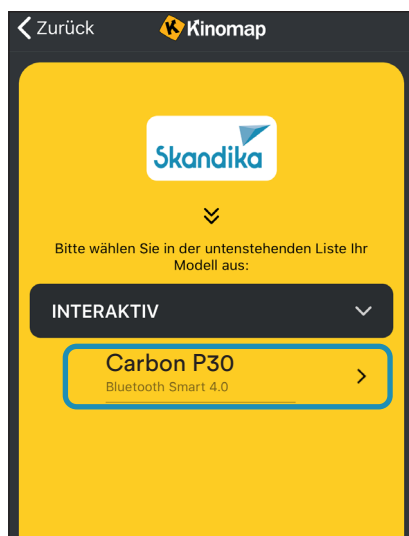 Zurück
Kinomap
Skandika
Bitte wählen Sie in der untenstehenden Liste Ihr
Modell aus:
INTERAKTIV
Carbon P30
Bluetooth Smart 4.0